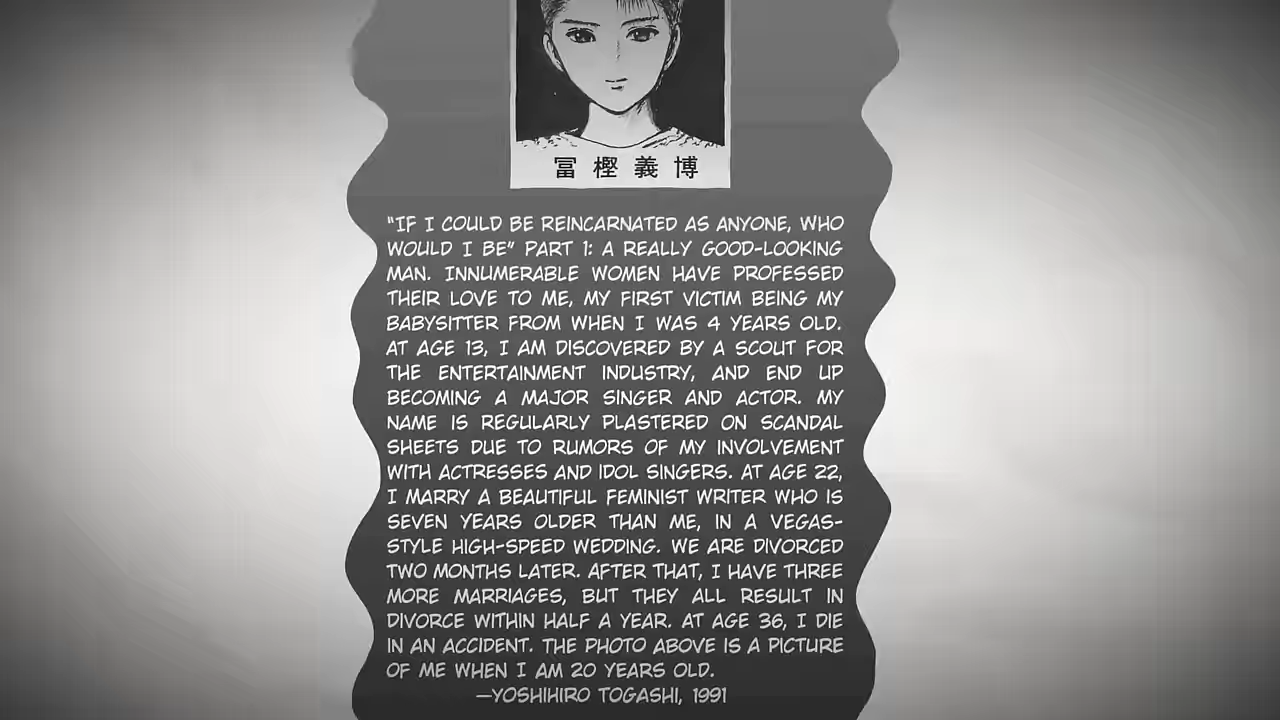 冨樫義博
"IF I COULD BE REINCARNATED AS ANYONE, WHO
WOULD I BE" PART 1: A REALLY GOOD-LOOKING
MAN. INNUMERABLE WOMEN HAVE PROFESSED
THEIR LOVE TO ME, MY FIRST VICTIM BEING MY
BABYSITTER FROM WHEN I WAS 4 YEARS OLD.
AT AGE 13, I AM DISCOVERED BY A SCOUT FOR
THE ENTERTAINMENT INDUSTRY, AND END UP
BECOMING A MAJOR SINGER AND ACTOR. MY
NAME IS REGULARLY PLASTERED ON SCANDAL
SHEETS DUE TO RUMORS OF MY INVOLVEMENT
WITH ACTRESSES AND IDOL SINGERS. AT AGE 22,
I MARRY A BEAUTIFUL FEMINIST WRITER WHO IS
SEVEN YEARS OLDER THAN ME, IN A VEGAS-
STYLE HIGH-SPEED WEDDING. WE ARE DIVORCED
TWO MONTHS LATER. AFTER THAT, I HAVE THREE
MORE MARRIAGES, BUT THEY ALL RESULT IN
DIVORCE WITHIN HALF A YEAR. AT AGE 36, I DIE
IN AN ACCIDENT. THE PHOTO ABOVE IS A PICTURE
OF ME WHEN I AM 20 YEARS OLD.
—YOSHIHIRO TOGASHI, 1991